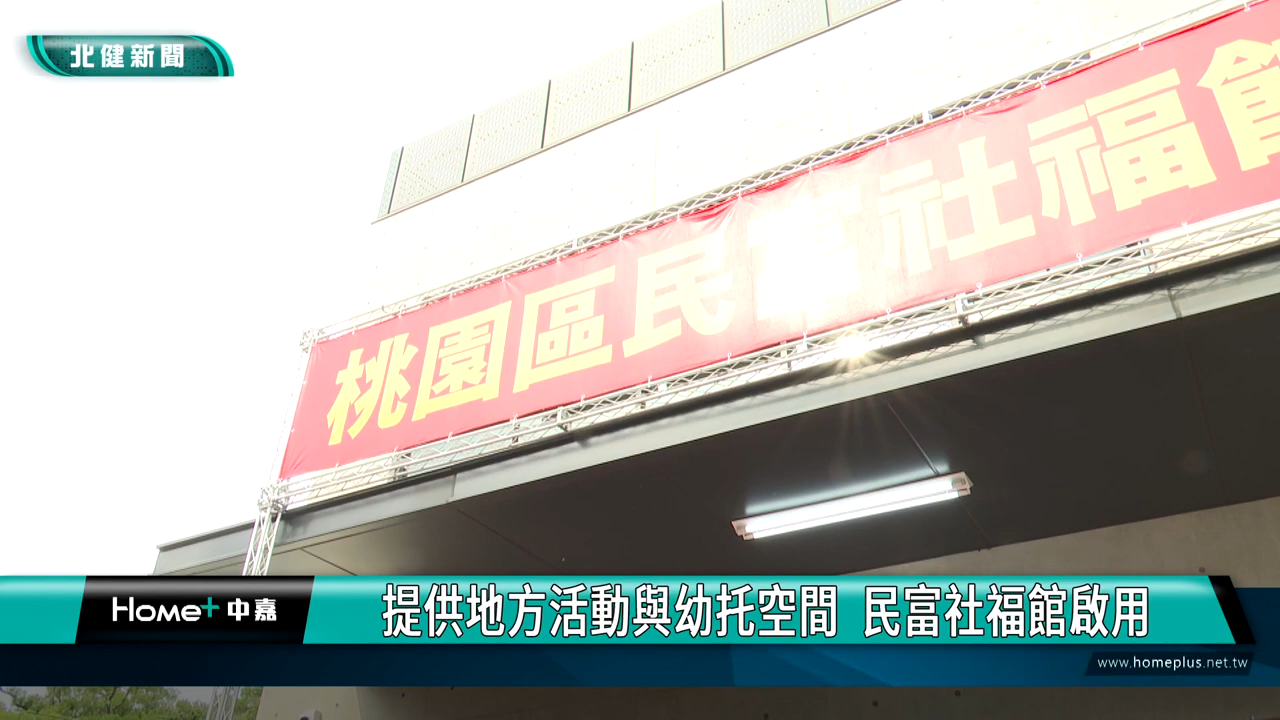 北健新聞
桃園區民富社福館
Home+中嘉
提供地方活動與幼托空間 民富社福館啟用
www.homeplus.net.tw